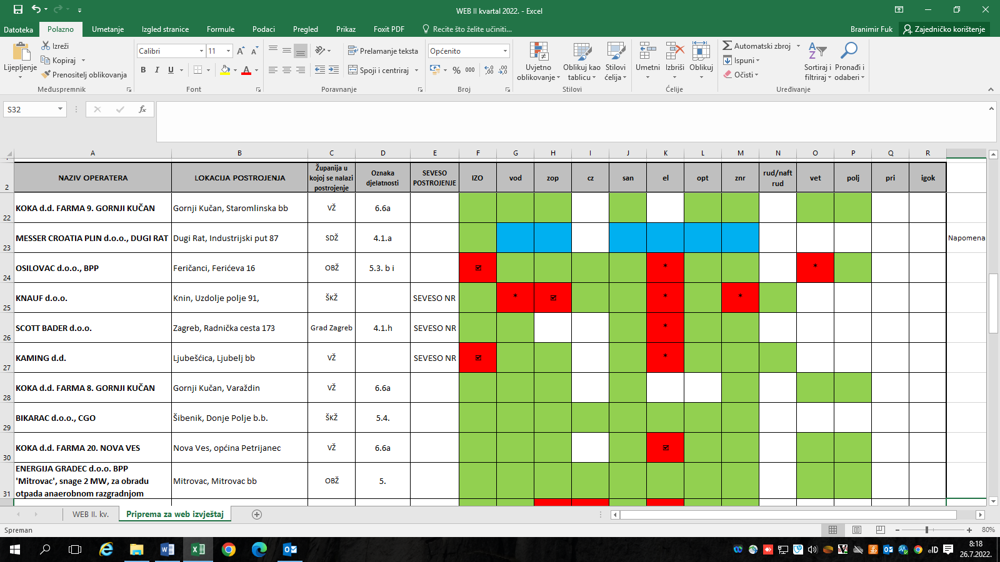 WEB II kvartal 2022. - Excel
Datoteka Polazno Umetanje Izgled stranice Formule Podaci Pregled Prikaz Foxit PDF Recite što želite učiniti... Branimir Fuk Zajedničko korištenje
Lijepljenje Izreži
Kopiraj
Prenositelj oblikovanja
Međuspremnik
Calibri 11
B I U
Font
Prelamanje teksta
Spoji i centriraj
Poravnanje
Općenito
% 000
Broj
Uvjetno oblikovanje
Oblikuj kao tablicu
Stilovi ćelija
Stilovi
Umetni Izbriši Oblikuj
Ćelije
Automatski zbroj
Ispuni
Očisti
Sortiraj i filtriraj
Pronađi i odaberi
Uređivanje
S32 fx
A B C D E F G H I J K L M N O P Q R
2 NAZIV OPERATERA LOKACIJA POSTROJENJA Županija u kojoj se nalazi postrojenje Oznaka djelatnosti SEVESO POSTROJENJE IZO vod zop cz san el opt znr rud/naft rud vet polj pri igok
22 KOKA d.d. FARMA 9. GORNJI KUČAN Gornji Kučan, Staromlinska bb VŽ 6.6a
23 MESSER CROATIA PLIN d.o.o., DUGI RAT Dugi Rat, Industrijski put 87 SDŽ 4.1.a Napomena
24 OSILOVAC d.o.o., BPP Feričanci, Ferićeva 16 OBŽ 5.3. b i ☑ * *
25 KNAUF d.o.o. Knin, Uzdolje polje 91, ŠKŽ SEVESO NR * ☑ * *
26 SCOTT BADER d.o.o. Zagreb, Radnička cesta 173 Grad Zagreb 4.1.h SEVESO NR *
27 KAMING d.d. Ljubešćica, Ljubelj bb VŽ SEVESO NR ☑ *
28 KOKA d.d. FARMA 8. GORNJI KUČAN Gornji Kučan, Varaždin VŽ 6.6a
29 BIKARAC d.o.o., CGO Šibenik, Donje Polje b.b. ŠKŽ 5.4.
30 KOKA d.d. FARMA 20. NOVA VES Nova Ves, općina Petrijanec VŽ 6.6a ☑
ENERGIJA GRADEC d.o.o. BPP
'Mitrovac', snage 2 MW, za obradu Mitrovac, Mitrovac bb OBŽ 5.
31 otpada anaerobnom razgradnjom
WEB II. kv. Priprema za web izvještaj
Spreman 80%
eID 8:18
26.7.2022.